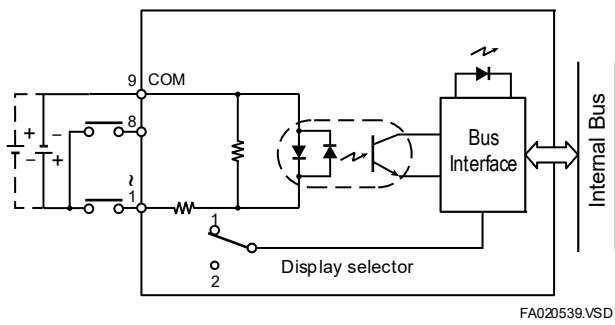 9 COM
8
~
1
+ − − +
Bus
Interface
Internal Bus
1
2
Display selector
FA020539.VSD